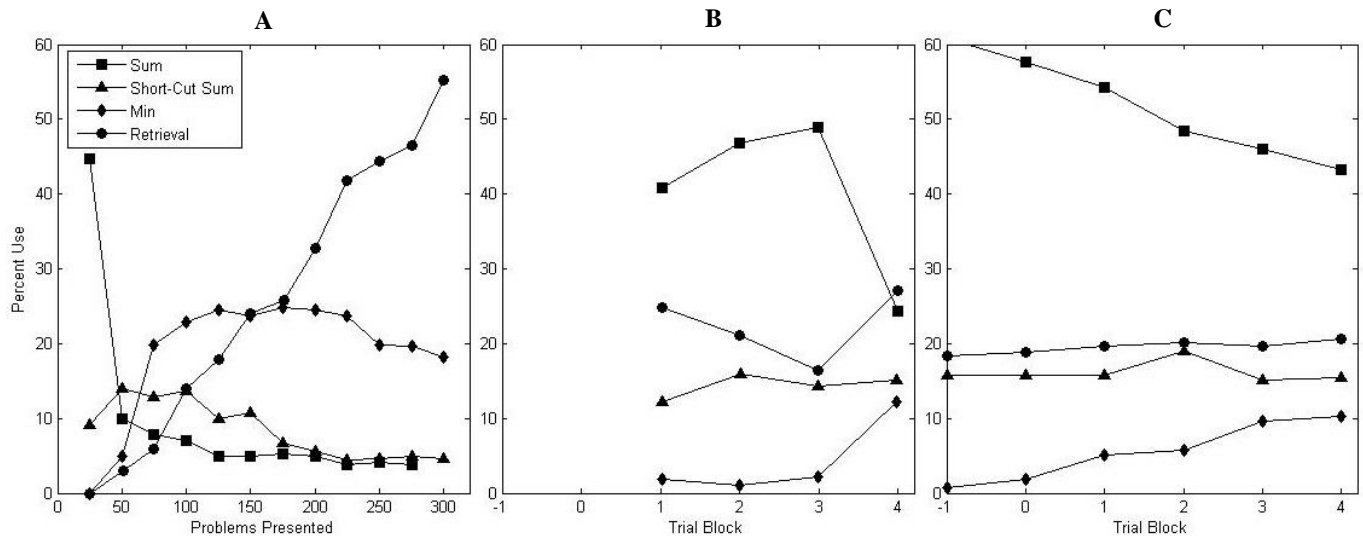 A
B
C
60
50
40
30
20
10
0
Percent Use
Sum
Short-Cut Sum
Min
Retrieval
0 50 100 150 200 250 300
Problems Presented
60
50
40
30
20
10
0
-1 0 1 2 3 4
Trial Block
60
50
40
30
20
10
0
-1 0 1 2 3 4
Trial Block